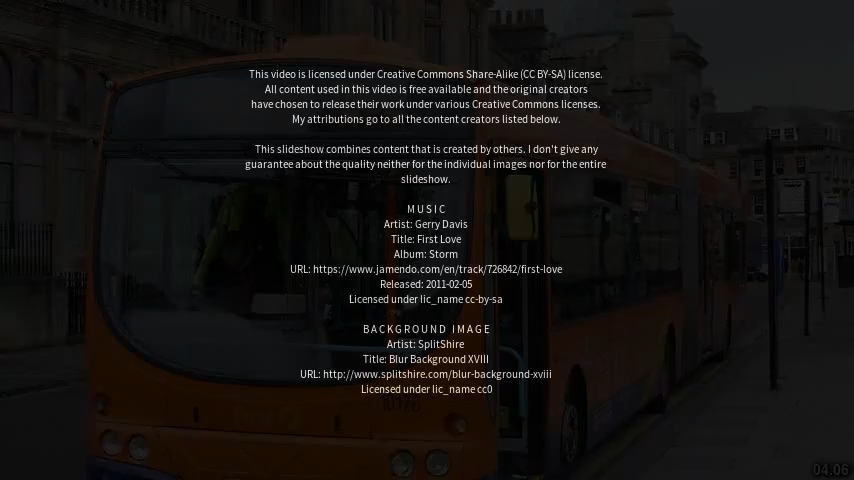 This video is licensed under Creative Commons Share-Alike (CC BY-SA) license.
All content used in this video is free available and the original creators
have chosen to release their work under various Creative Commons licenses.
My attributions go to all the content creators listed below.
This slideshow combines content that is created by others. I don't give any
guarantee about the quality neither for the individual images nor for the entire
slideshow.
MUSIC
Artist: Gerry Davis
Title: First Love
Album: Storm
URL: https://www.jamendo.com/en/track/726842/first-love
Released: 2011-02-05
Licensed under lic_name cc-by-sa
BACKGROUND IMAGE
Artist: SplitShire
Title: Blur Background XVIII
URL: http://www.splitshire.com/blur-background-xviii
Licensed under lic_name cc0
04.06